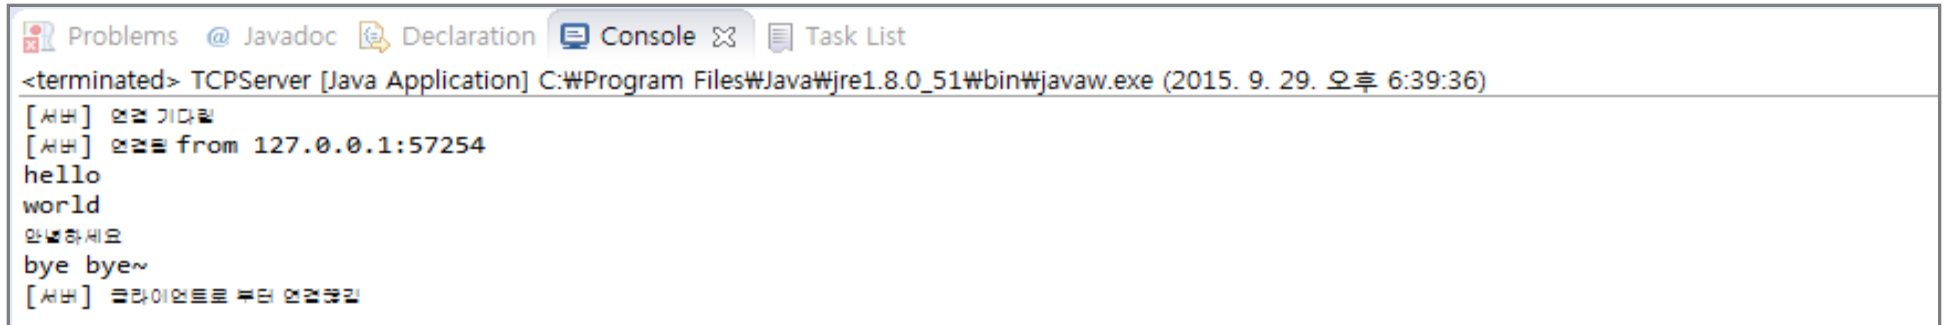 Problems @ Javadoc Declaration Console Task List
<terminated> TCPServer [Java Application] C:₩Program Files₩Java₩jre1.8.0_51₩bin₩javaw.exe (2015. 9. 29. 오후 6:39:36)
[서버] 연결 기다림
[서버] 연결됨 from 127.0.0.1:57254
hello
world
안녕하세요
bye bye~
[서버] 클라이언트로 부터 연결끊김